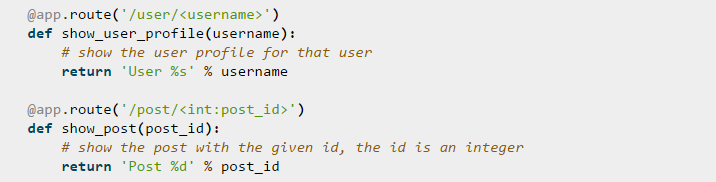 @app.route('/user/<username>')
def show_user_profile(username):
    # show the user profile for that user
    return 'User %s' % username

@app.route('/post/<int:post_id>')
def show_post(post_id):
    # show the post with the given id, the id is an integer
    return 'Post %d' % post_id